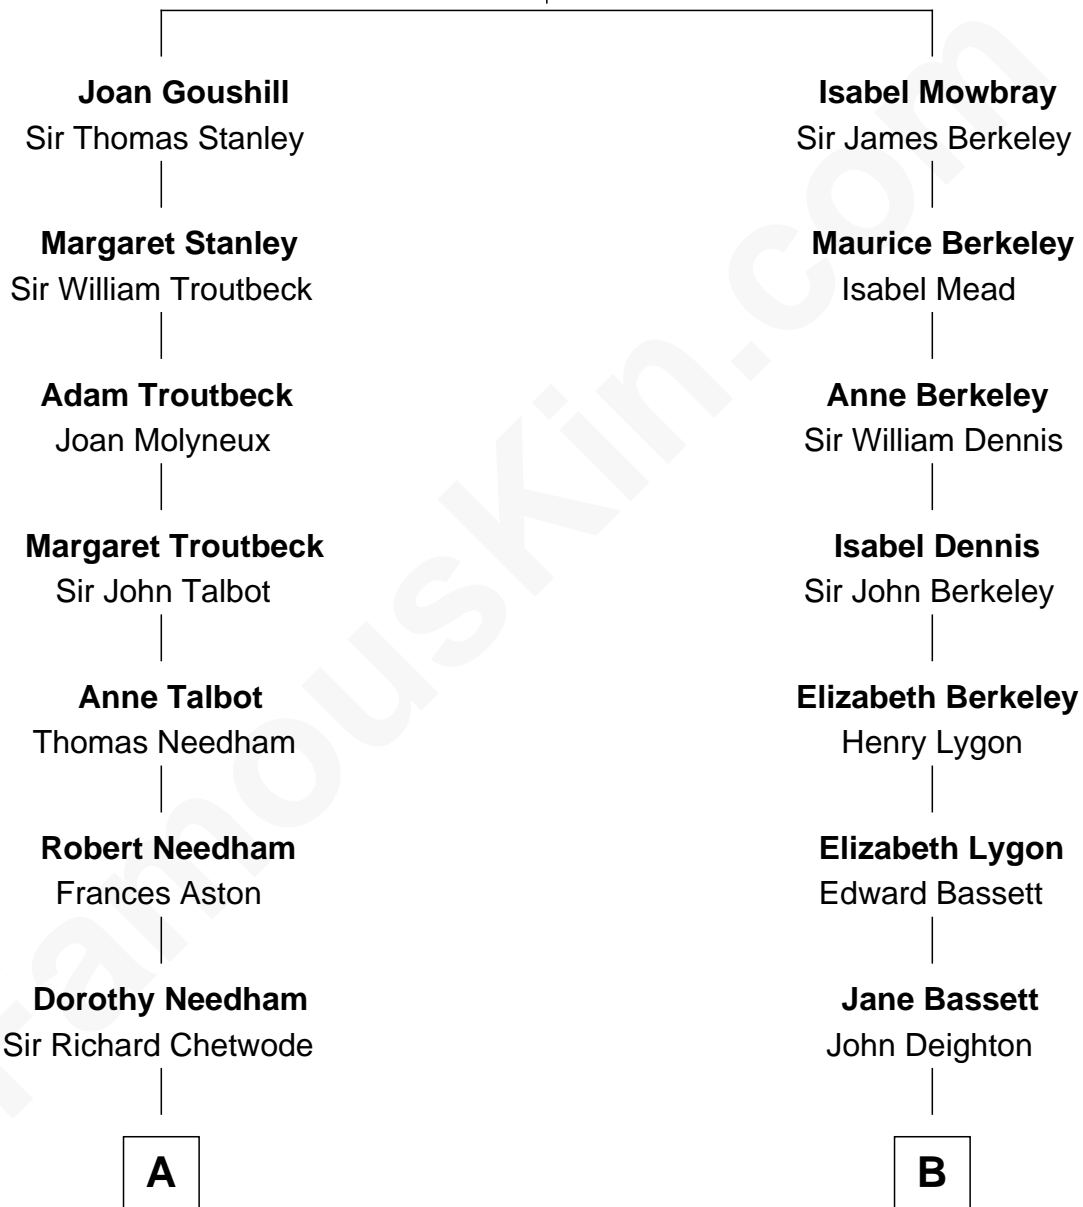 Joan Goushill
Sir Thomas Stanley
Margaret Stanley
Sir William Troutbeck
Adam Troutbeck
Joan Molyneux
Margaret Troutbeck
Sir John Talbot
Anne Talbot
Thomas Needham
Robert Needham
Frances Aston
Dorothy Needham
Sir Richard Chetwode
A
Isabel Mowbray
Sir James Berkeley
Maurice Berkeley
Isabel Mead
Anne Berkeley
Sir William Dennis
Isabel Dennis
Sir John Berkeley
Elizabeth Berkeley
Henry Lygon
Elizabeth Lygon
Edward Bassett
Jane Bassett
John Deighton
B
FamousKin.com